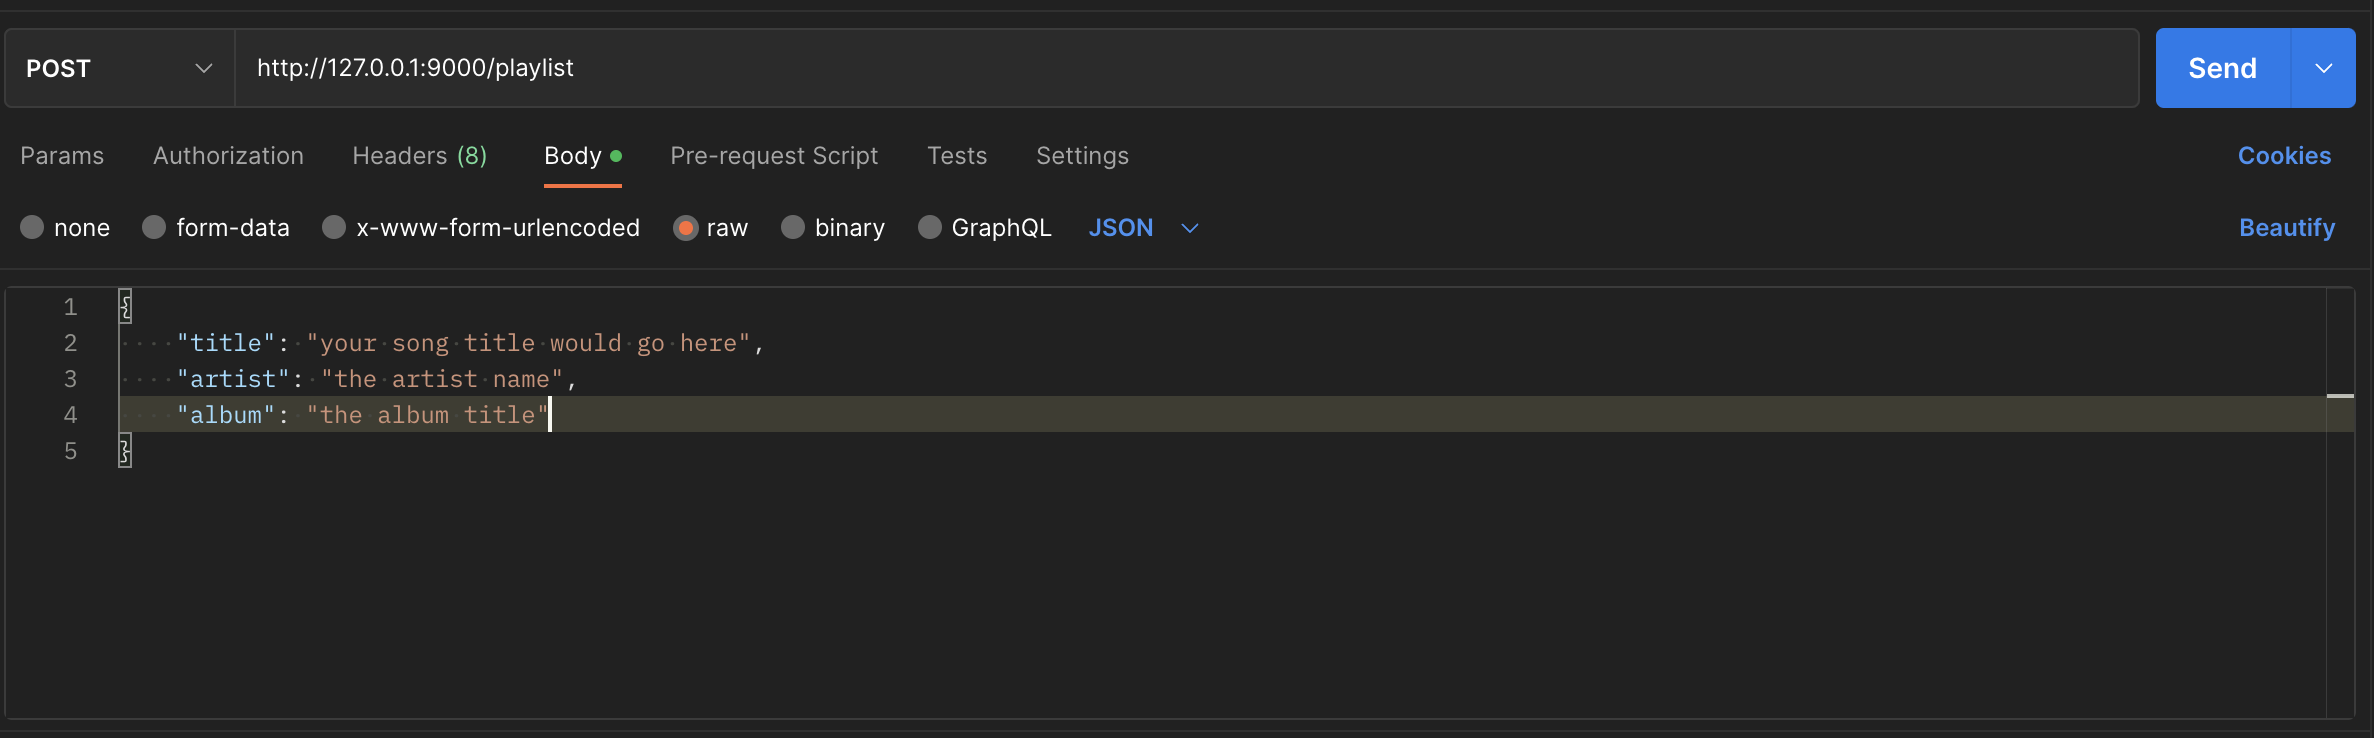 POST http://127.0.0.1:9000/playlist Send
Params Authorization Headers (8) Body Pre-request Script Tests Settings Cookies
none form-data x-www-form-urlencoded raw binary GraphQL JSON Beautify
1 {
2 "title": "your song title would go here",
3 "artist": "the artist name",
4 "album": "the album title"
5 }